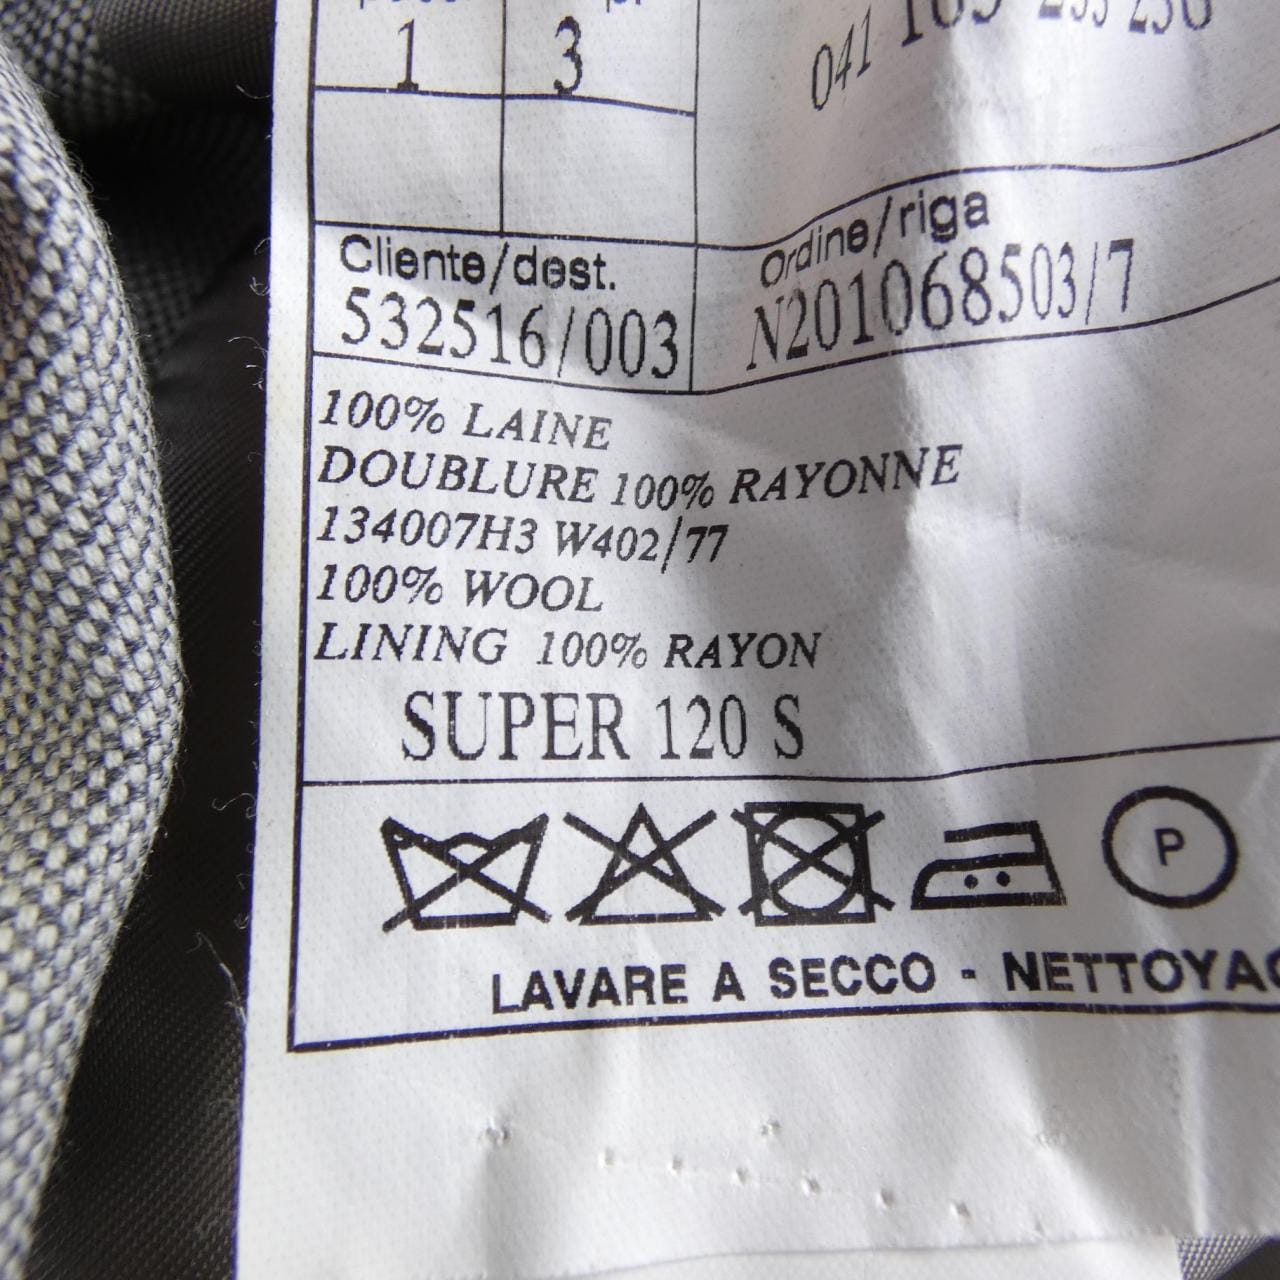 1 3
041
Cliente/dest. Ordine/riga
532516/003 N201068503/7
100% LAINE
DOUBLURE 100% RAYONNE
134007H3 W402/77
100% WOOL
LINING 100% RAYON
SUPER 120 S
P
LAVARE A SECCO -